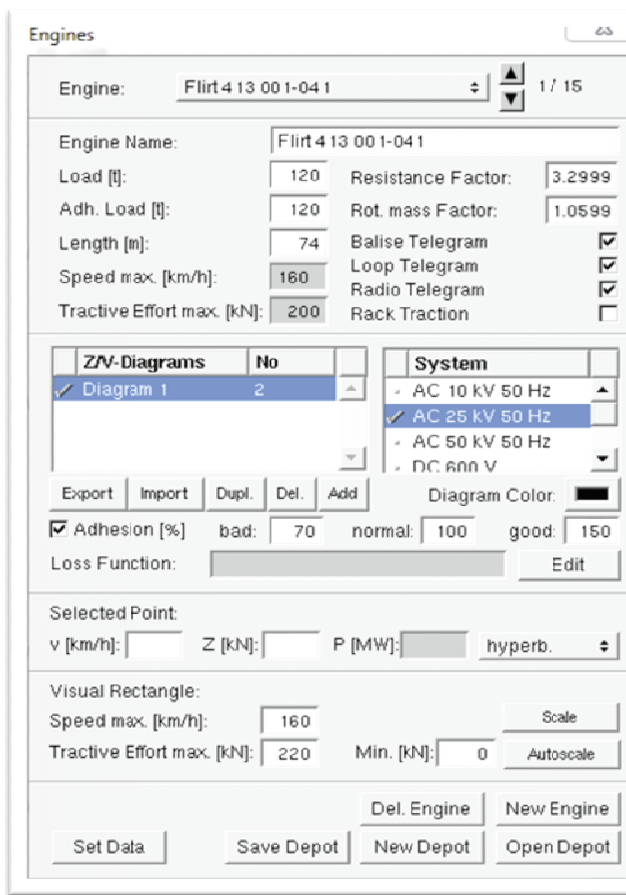 Engines
Engine: Flirt 413 001-041 1 / 15
Engine Name: Flirt 413 001-041
Load [t]: 120 Resistance Factor: 3.2999
Adh. Load [t]: 120 Rot. mass Factor: 1.0599
Length [m]: 74 Balise Telegram
Speed max. [km/h]: 160 Loop Telegram
Radio Telegram
Tractive Effort max. [kN]: 200 Rack Traction
Z/V-Diagrams No System
Diagram 1 2 AC 10 kV 50 Hz
AC 25 kV 50 Hz
AC 50 kV 50 Hz
DC 600 V
Export Import Dupl. Del. Add Diagram Color:
Adhesion [%] bad: 70 normal: 100 good: 150
Loss Function: Edit
Selected Point:
v [km/h]: Z [kN]: P [MW]: hyperb.
Visual Rectangle:
Speed max. [km/h]: 160 Scale
Tractive Effort max. [kN]: 220 Min. [kN]: 0 Autoscale
Del. Engine New Engine
Set Data Save Depot New Depot Open Depot